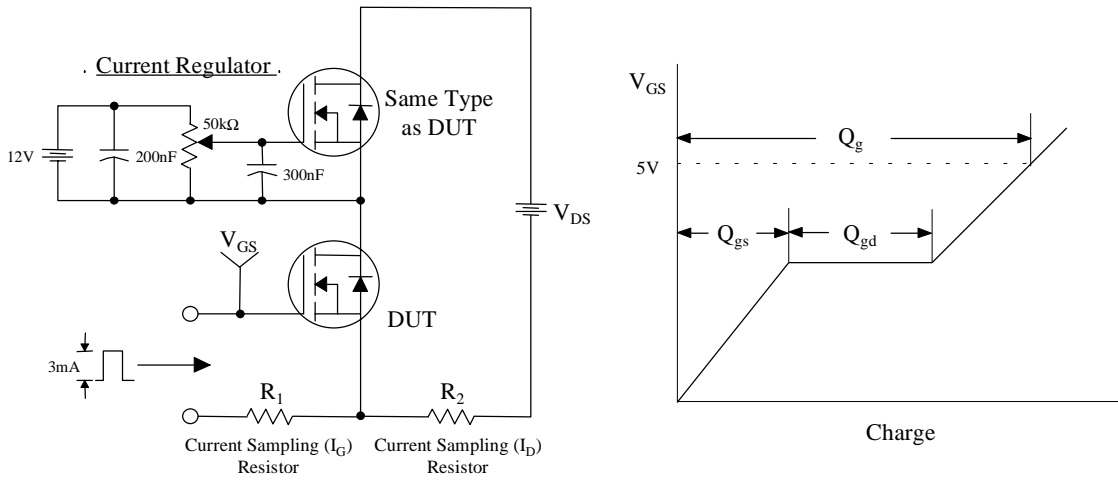 . Current Regulator .
Same Type
as DUT
50kΩ
12V
200nF
300nF
V_DS
V_GS
DUT
3mA
R_1
R_2
Current Sampling (I_G)
Resistor
Current Sampling (I_D)
Resistor
V_GS
Q_g
5V
Q_gs
Q_gd
Charge